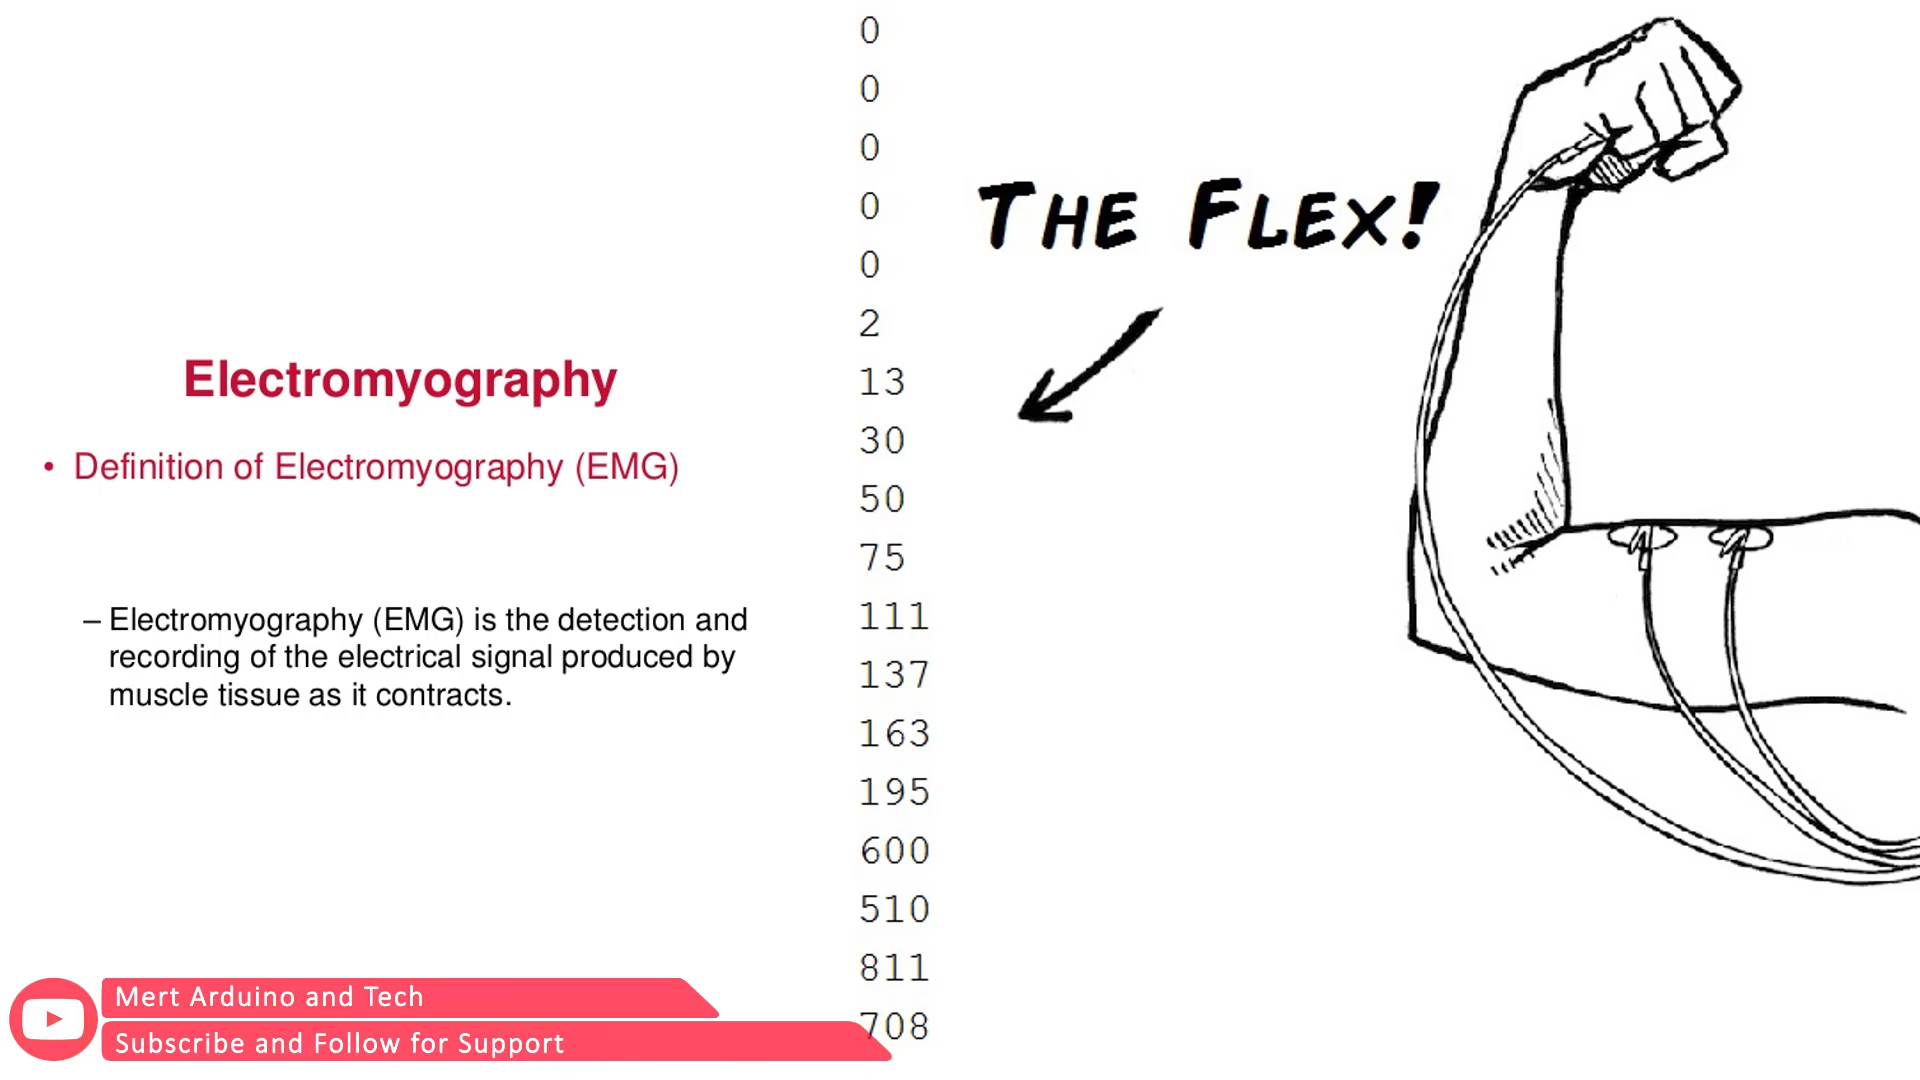 Electromyography
• Definition of Electromyography (EMG)
– Electromyography (EMG) is the detection and
recording of the electrical signal produced by
muscle tissue as it contracts.
0
0
0
0
0
2
13
30
50
75
111
137
163
195
600
510
811
708
THE FLEX!
Mert Arduino and Tech
Subscribe and Follow for Support